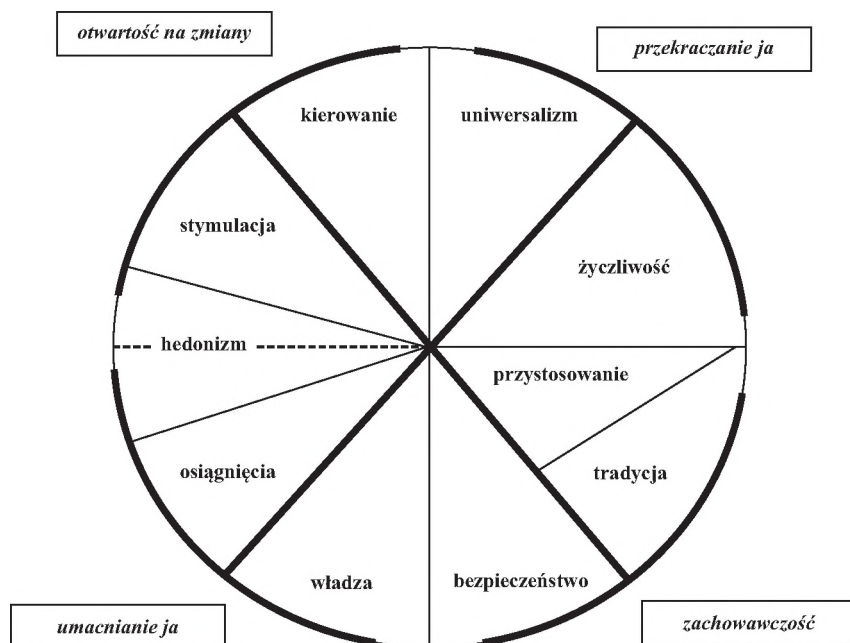 otwartość na zmiany
przekraczanie ja
kierowanie
uniwersalizm
stymulacja
życzliwość
hedonizm
przystosowanie
osiągnięcia
tradycja
władza
bezpieczeństwo
umacnianie ja
zachowawczość